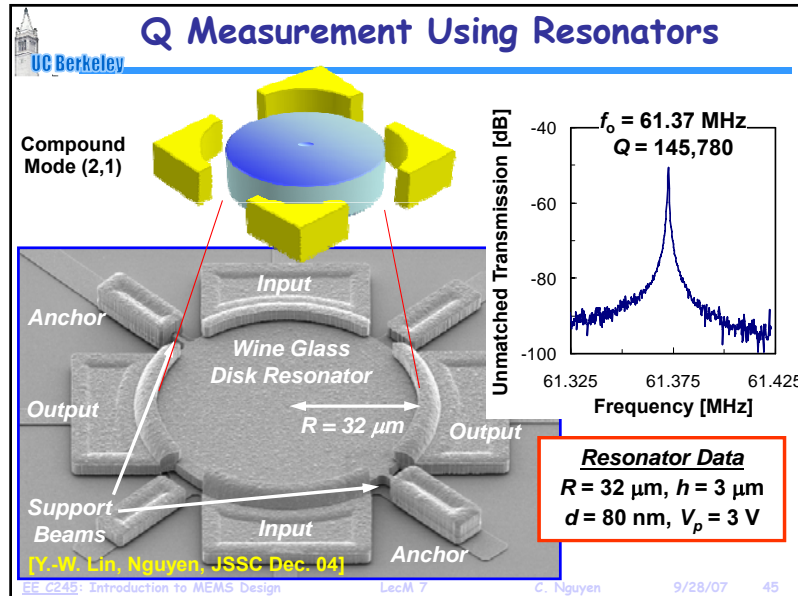 Q Measurement Using Resonators
UC Berkeley
Compound
Mode (2,1)
Input
Anchor
Wine Glass
Disk Resonator
Output
R = 32 μm
Output
Support
Beams
Input
Anchor
[Y.-W. Lin, Nguyen, JSSC Dec. 04]
Unmatched Transmission [dB]
fo = 61.37 MHz
Q = 145,780
-40
-60
-80
-100
61.325
61.375
61.425
Frequency [MHz]
Resonator Data
R = 32 μm, h = 3 μm
d = 80 nm, Vp = 3 V
EE C245: Introduction to MEMS Design
LecM 7
C. Nguyen
9/28/07
45